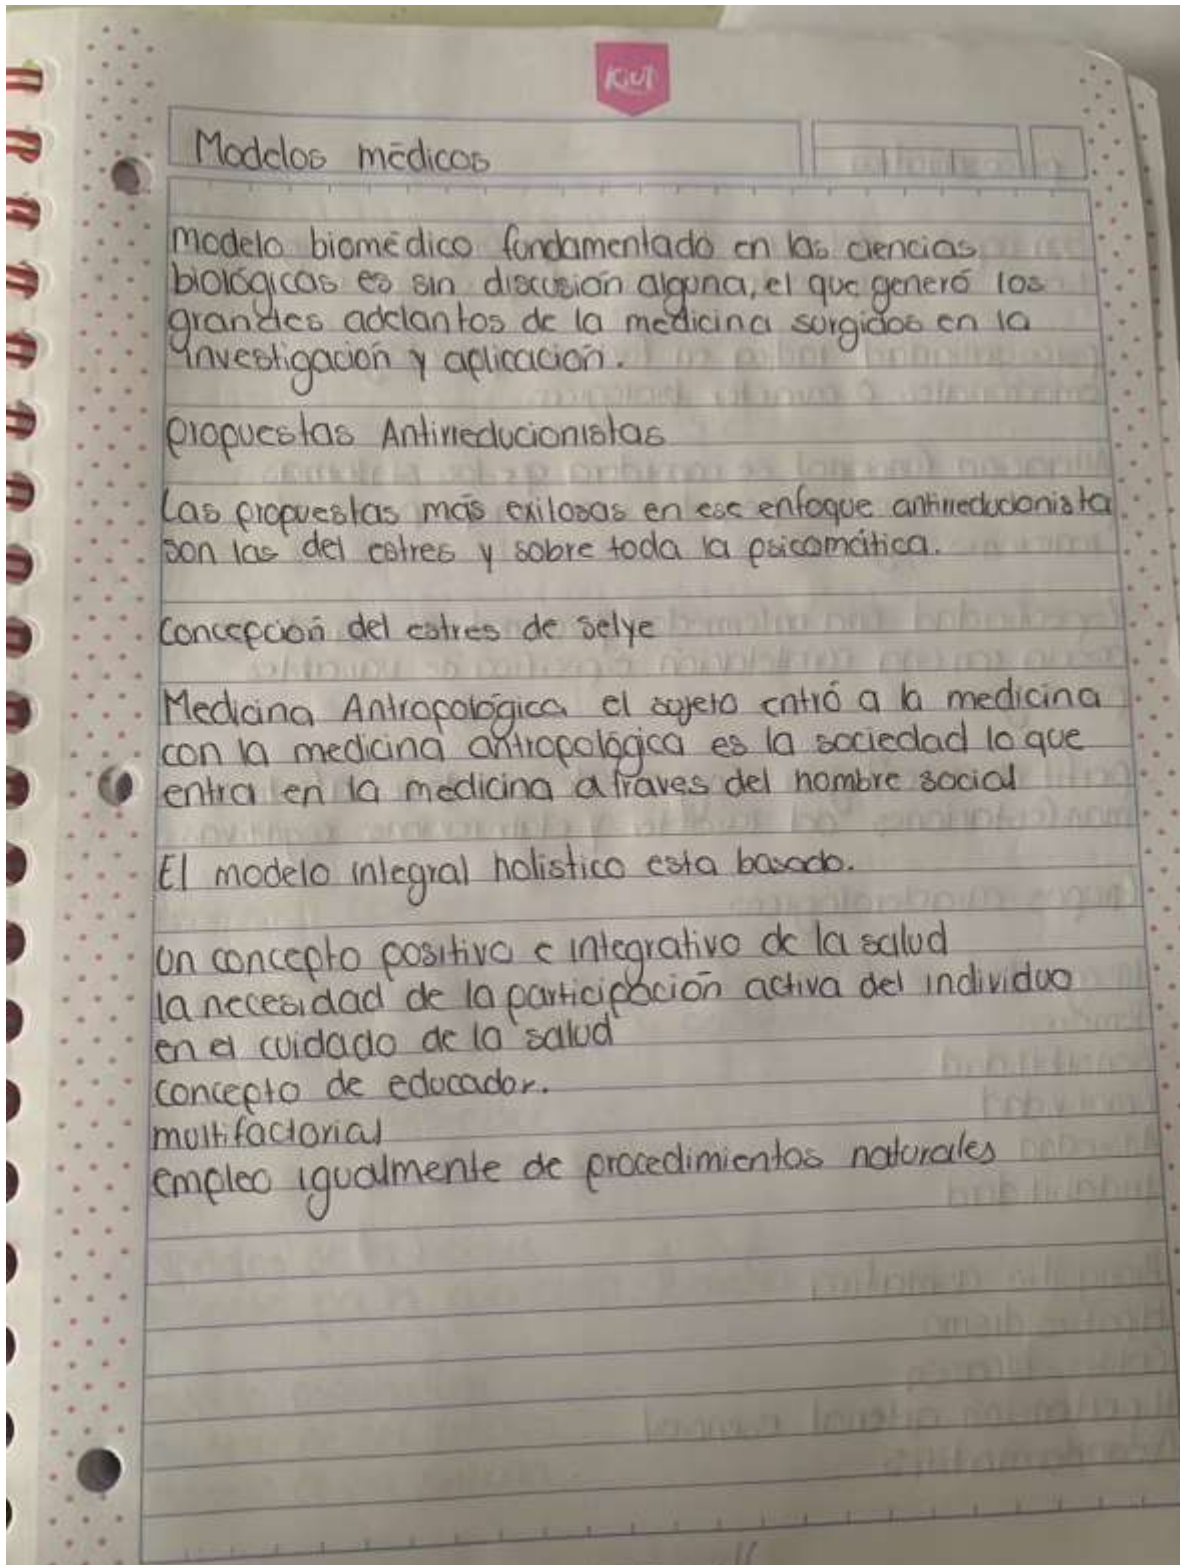 Kiut
Modelos médicos
modelo biomédico fundamentado en las ciencias
biológicas es sin discusión alguna, el que generó los
grandes adelantos de la medicina surgidos en la
investigación y aplicación.
propuestas Antirreducionistas
Las propuestas más exitosas en ese enfoque antirreducionista
son las del estres y sobre toda la psicomática.
Concepción del estres de selye
Medicina Antropológica el sujeto entró a la medicina
con la medicina antropológica es la sociedad lo que
entra en la medicina a traves del hombre social
El modelo integral holistico esta basado.
Un concepto positivo e integrativo de la salud
la necesidad de la participación activa del individuo
en el cuidado de la salud
concepto de educador.
multifactorial
empleo igualmente de procedimientos naturales